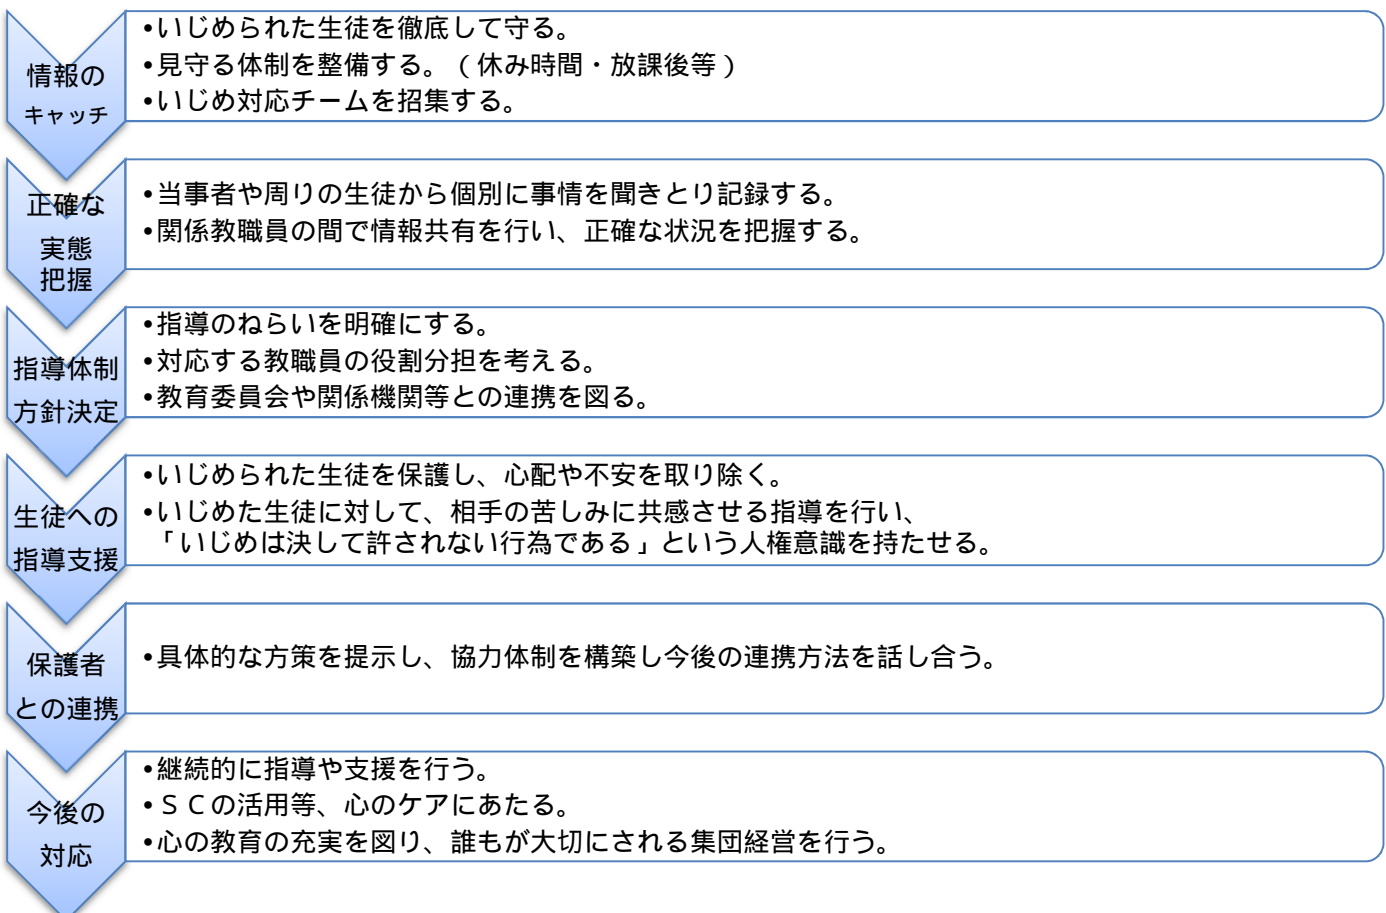 情報の
キャッチ
•いじめられた生徒を徹底して守る。
•見守る体制を整備する。（休み時間・放課後等）
•いじめ対応チームを招集する。
正確な
実態
把握
•当事者や周りの生徒から個別に事情を聞きとり記録する。
•関係教職員の間で情報共有を行い、正確な状況を把握する。
指導体制
方針決定
•指導のねらいを明確にする。
•対応する教職員の役割分担を考える。
•教育委員会や関係機関等との連携を図る。
生徒への
指導支援
•いじめられた生徒を保護し、心配や不安を取り除く。
•いじめた生徒に対して、相手の苦しみに共感させる指導を行い、
「いじめは決して許されない行為である」という人権意識を持たせる。
保護者
との連携
•具体的な方策を提示し、協力体制を構築し今後の連携方法を話し合う。
今後の
対応
•継続的に指導や支援を行う。
•ＳＣの活用等、心のケアにあたる。
•心の教育の充実を図り、誰もが大切にされる集団経営を行う。